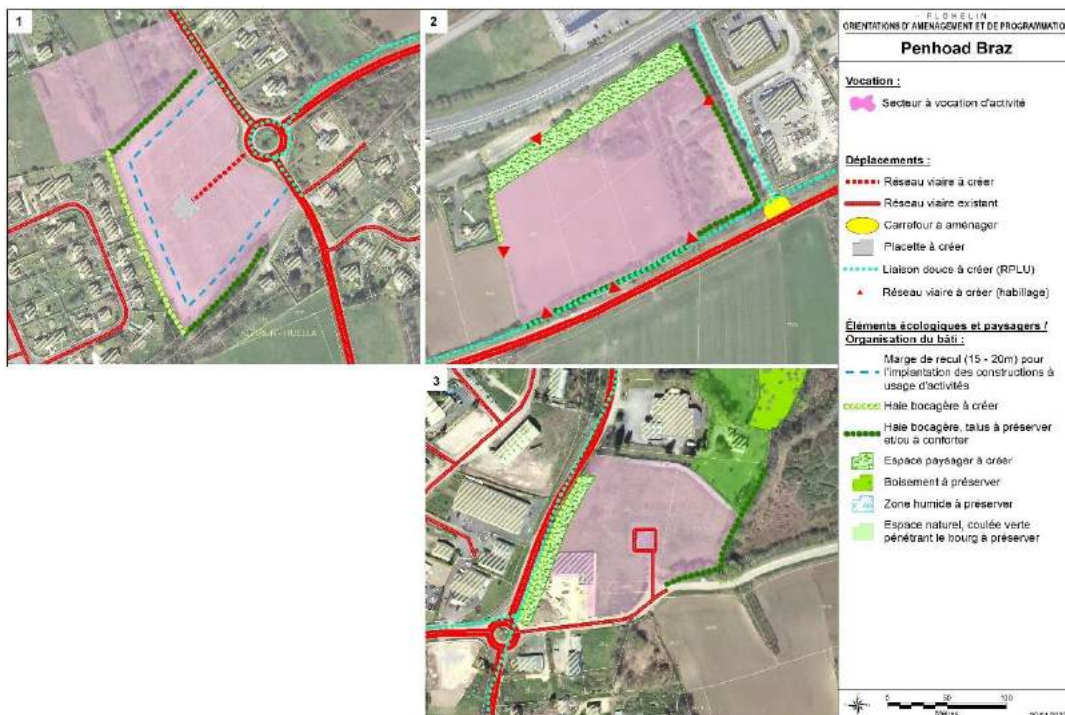 1
2
3
- PLOHELIN -
ORIENTATIONS D'AMENAGEMENT ET DE PROGRAMMATION
Penhoad Braz
Vocation :
Secteur à vocation d'activité
Déplacements :
Réseau viaire à créer
Réseau viaire existant
Carrefour à aménager
Placette à créer
Liaison douce à créer (RPLU)
Réseau viaire à créer (habillage)
Éléments écologiques et paysagers /
Organisation du bâti :
Marge de recul (15 - 20m) pour
l'implantation des constructions à
usage d'activités
Haie bocagère à créer
Haie bocagère, talus à préserver
et/ou à conforter
Espace paysager à créer
Boisement à préserver
Zone humide à préserver
Espace naturel, coulée verte
pénétrant le bourg à préserver
0 50 100
Mètres